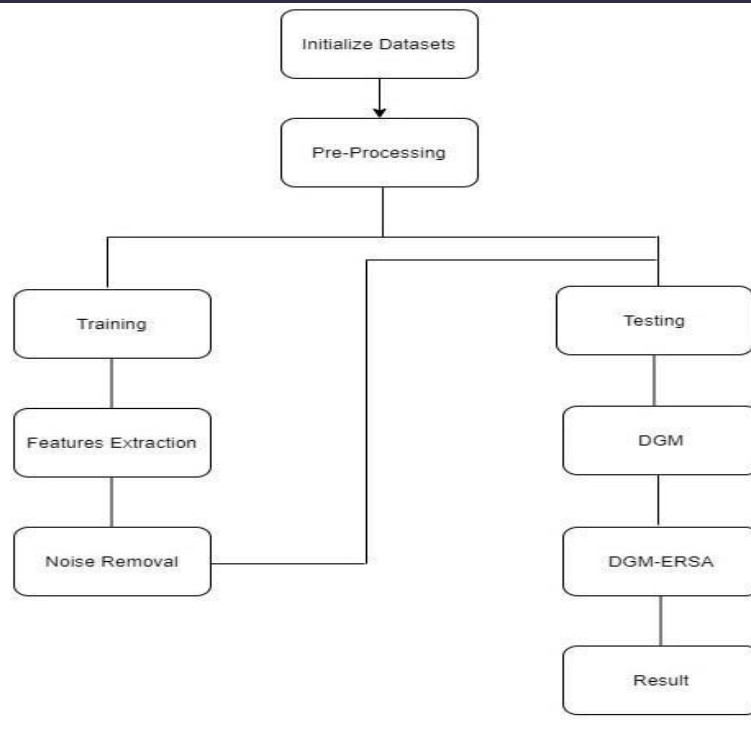 Initialize Datasets
Pre-Processing
Training
Testing
Features Extraction
DGM
Noise Removal
DGM-ERSA
Result